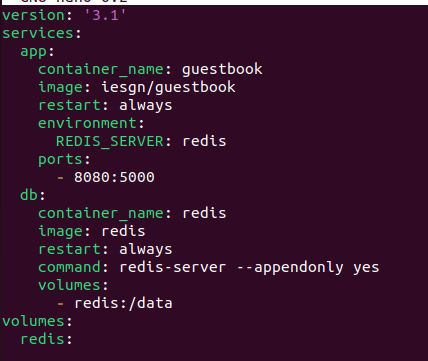 version: '3.1'
services:
  app:
    container_name: guestbook
    image: iesgn/guestbook
    restart: always
    environment:
      REDIS_SERVER: redis
    ports:
      - 8080:5000
  db:
    container_name: redis
    image: redis
    restart: always
    command: redis-server --appendonly yes
    volumes:
      - redis:/data
volumes:
  redis: